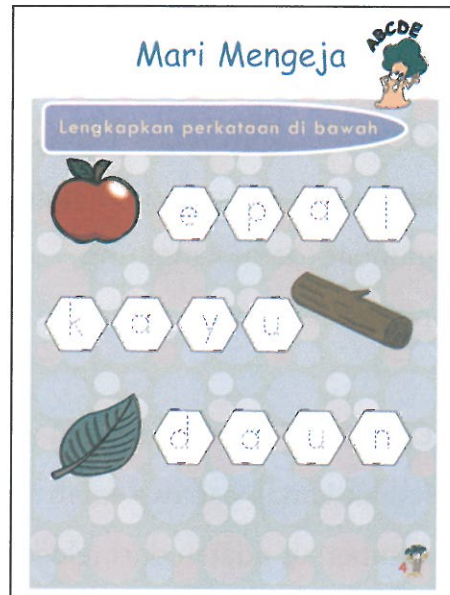 ABCDE
Mari Mengeja
Lengkapkan perkataan di bawah
e p a l
k a y u
d a u n
4